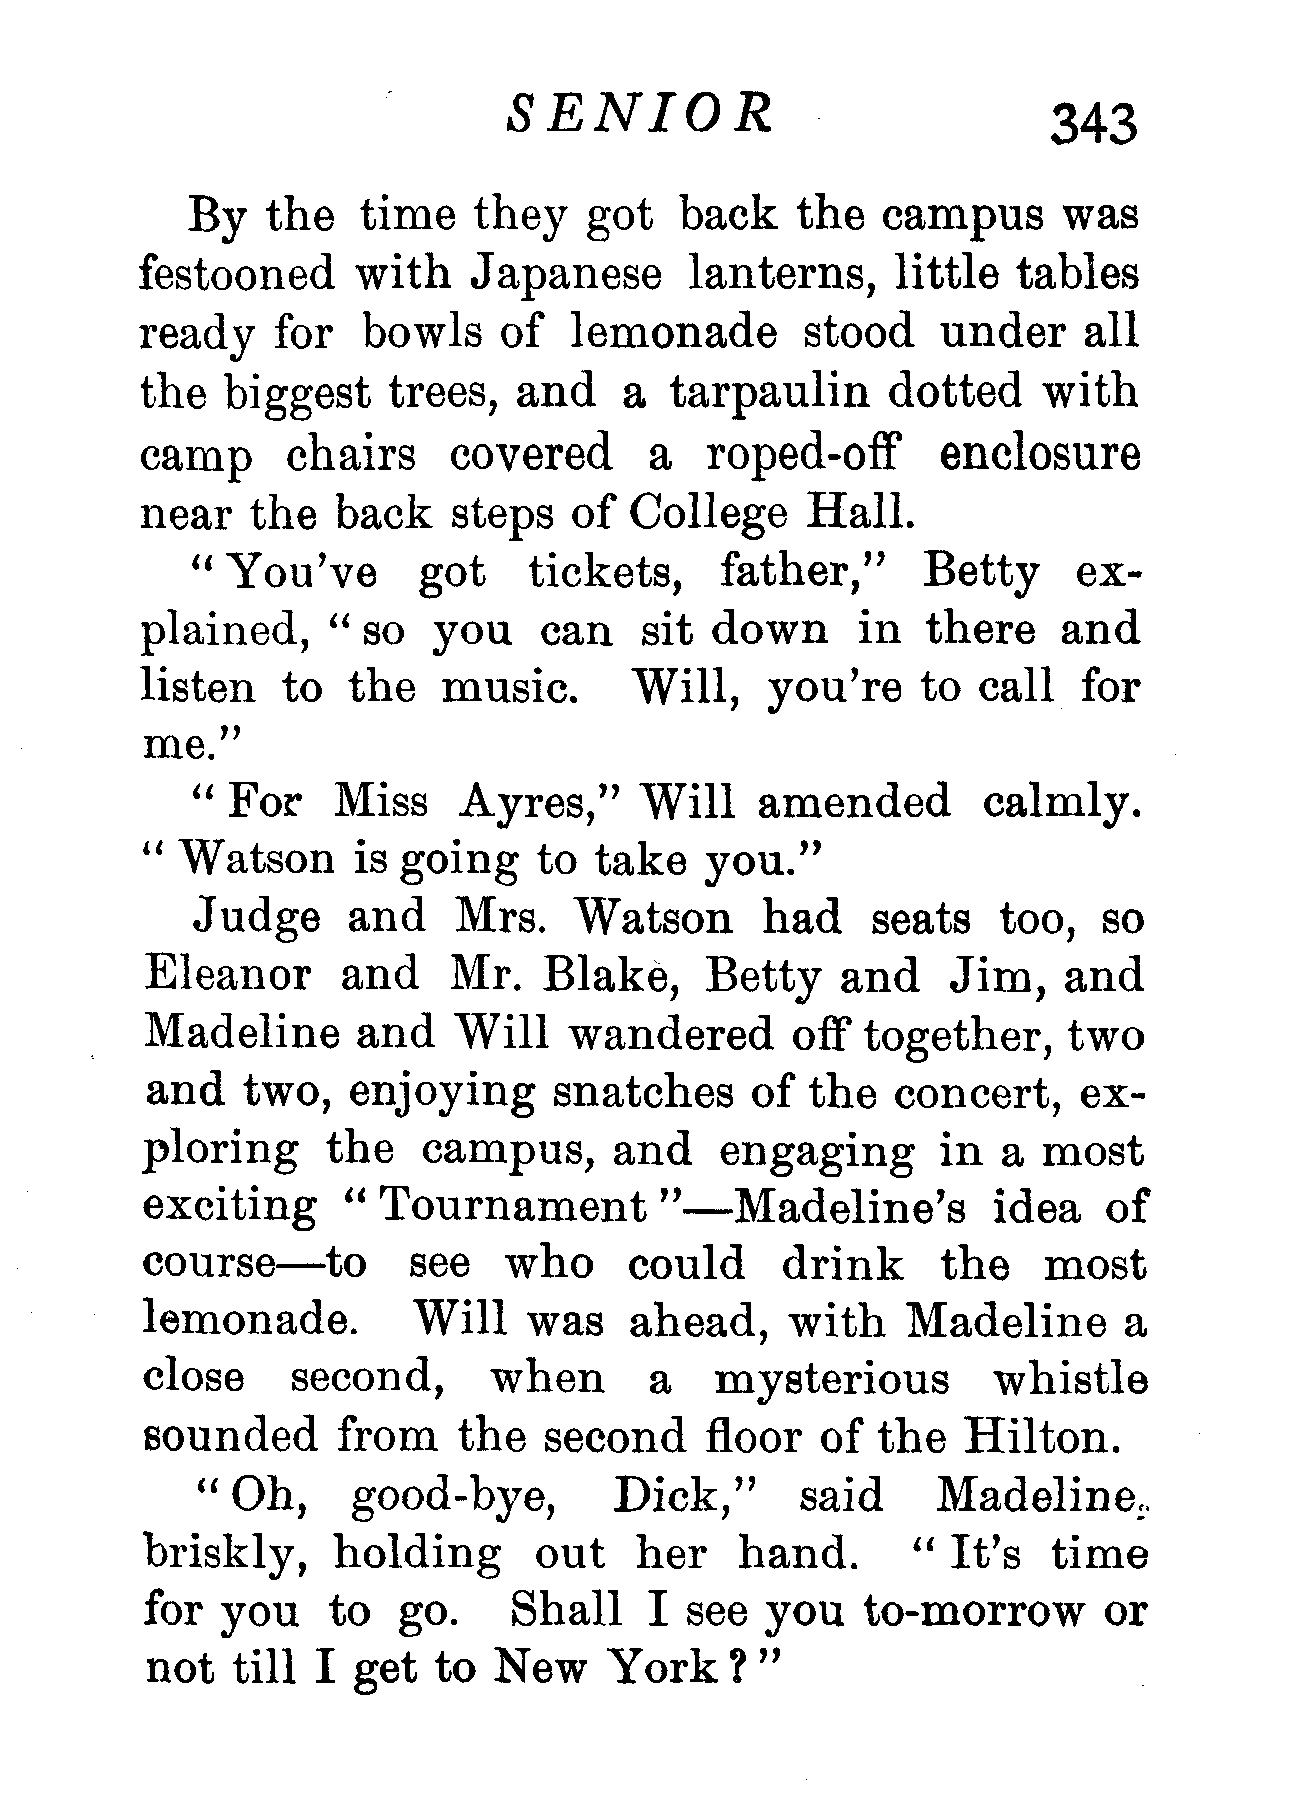 SENIOR 343
By the time they got back the campus was
festooned with Japanese lanterns, little tables
ready for bowls of lemonade stood under all
the biggest trees, and a tarpaulin dotted with
camp chairs covered a roped-off enclosure
near the back steps of College Hall.
“ You’ve got tickets, father,” Betty ex-
plained, “ so you can sit down in there and
listen to the music. Will, you’re to call for
me.”
“ For Miss Ayres,” Will amended calmly.
“ Watson is going to take you.”
Judge and Mrs. Watson had seats too, so
Eleanor and Mr. Blake, Betty and Jim, and
Madeline and Will wandered off together, two
and two, enjoying snatches of the concert, ex-
ploring the campus, and engaging in a most
exciting “ Tournament ”—Madeline’s idea of
course—to see who could drink the most
lemonade. Will was ahead, with Madeline a
close second, when a mysterious whistle
sounded from the second floor of the Hilton.
“ Oh, good-bye, Dick,” said Madeline,
briskly, holding out her hand. “ It’s time
for you to go. Shall I see you to-morrow or
not till I get to New York ? ”